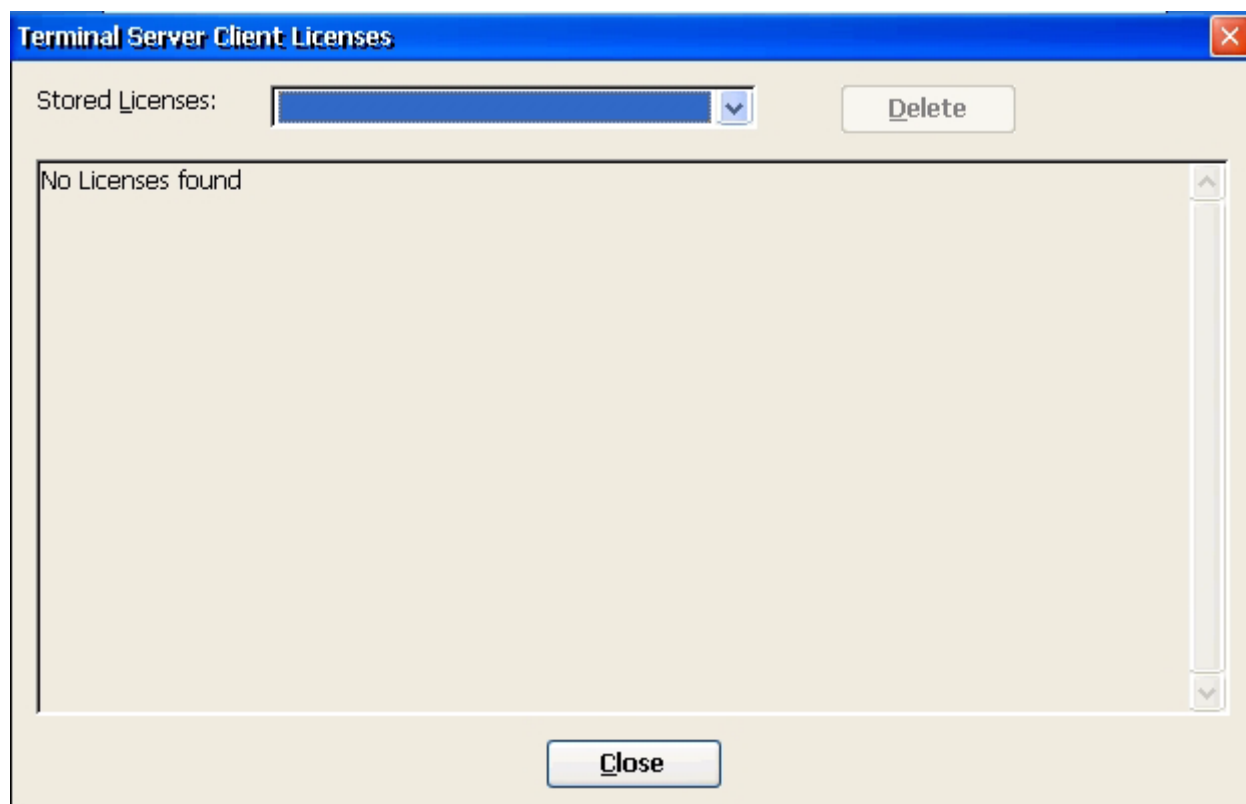 Terminal Server Client Licenses
Stored Licenses:
Delete
No Licenses found
Close